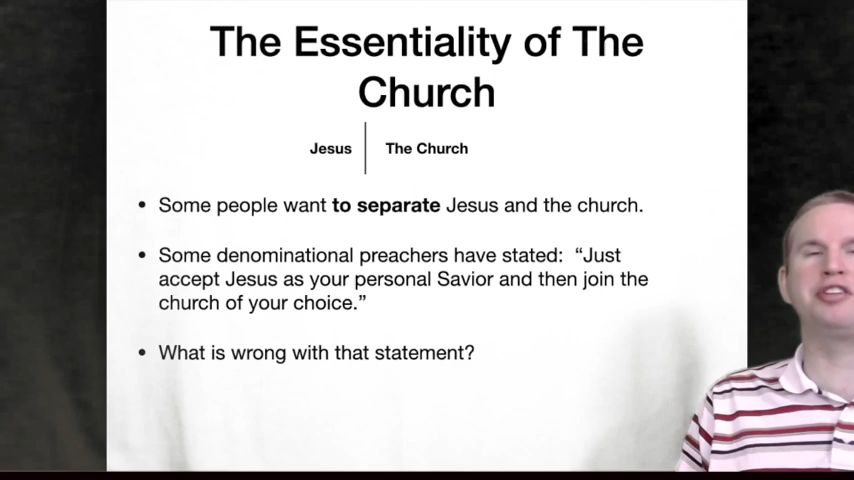 The Essentiality of The
Church
Jesus The Church
• Some people want to separate Jesus and the church.
• Some denominational preachers have stated: “Just
accept Jesus as your personal Savior and then join the
church of your choice.”
• What is wrong with that statement?